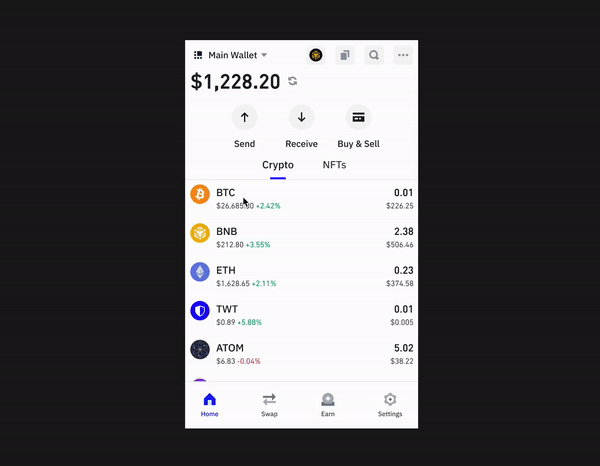 Main Wallet
$1,228.20
Send Receive Buy & Sell
Crypto NFTs
BTC 0.01
$26,685.90 +2.42% $226.25
BNB 2.38
$212.80 +3.55% $506.46
ETH 0.23
$1,628.65 +2.11% $374.58
TWT 0.01
$0.89 +5.88% $0.005
ATOM 5.02
$6.83 -0.04% $38.22
Home Swap Earn Settings